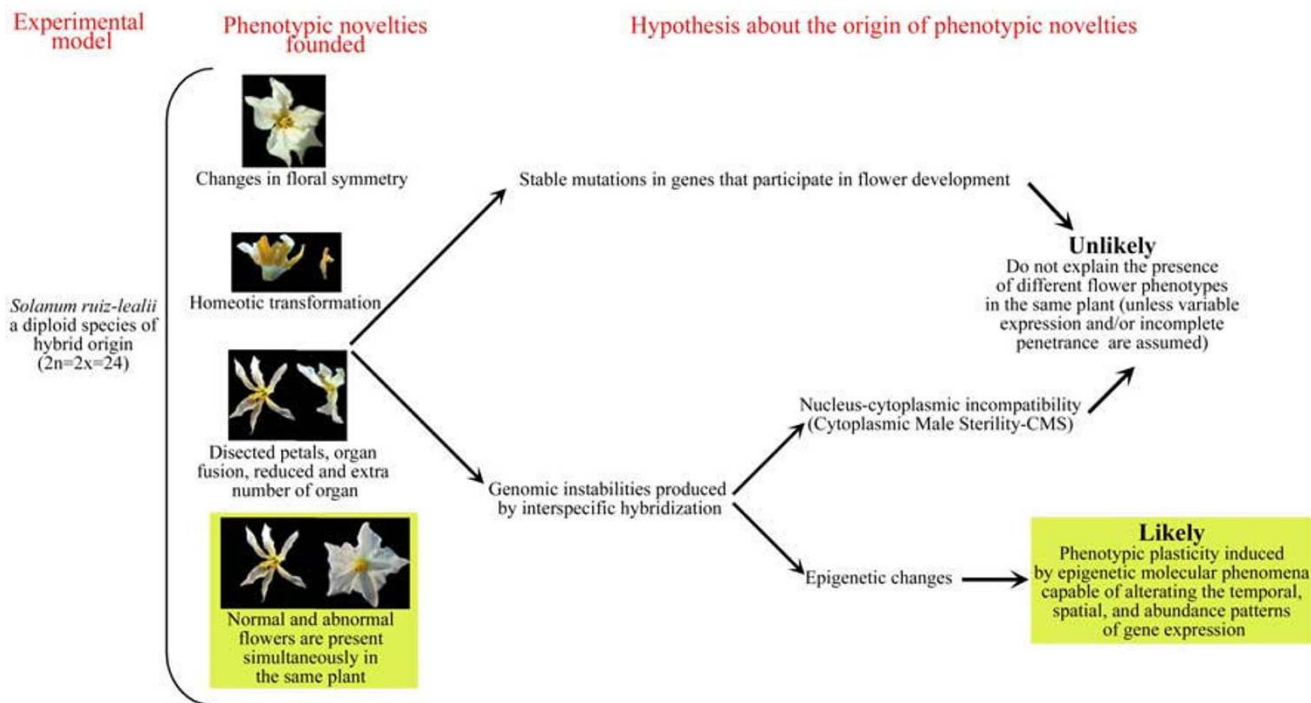 Experimental
model
Phenotypic novelties
founded
Hypothesis about the origin of phenotypic novelties
Solanum ruiz-lealii
a diploid species of
hybrid origin
(2n=2x=24)
Changes in floral symmetry
Homeotic transformation
Disected petals, organ
fusion, reduced and extra
number of organ
Normal and abnormal
flowers are present
simultaneously in
the same plant
Stable mutations in genes that participate in flower development
Genomic instabilities produced
by interspecific hybridization
Nucleus-cytoplasmic incompatibility
(Cytoplasmic Male Sterility-CMS)
Epigenetic changes
Unlikely
Do not explain the presence
of different flower phenotypes
in the same plant (unless variable
expression and/or incomplete
penetrance are assumed)
Likely
Phenotypic plasticity induced
by epigenetic molecular phenomena
capable of altering the temporal,
spatial, and abundance patterns
of gene expression